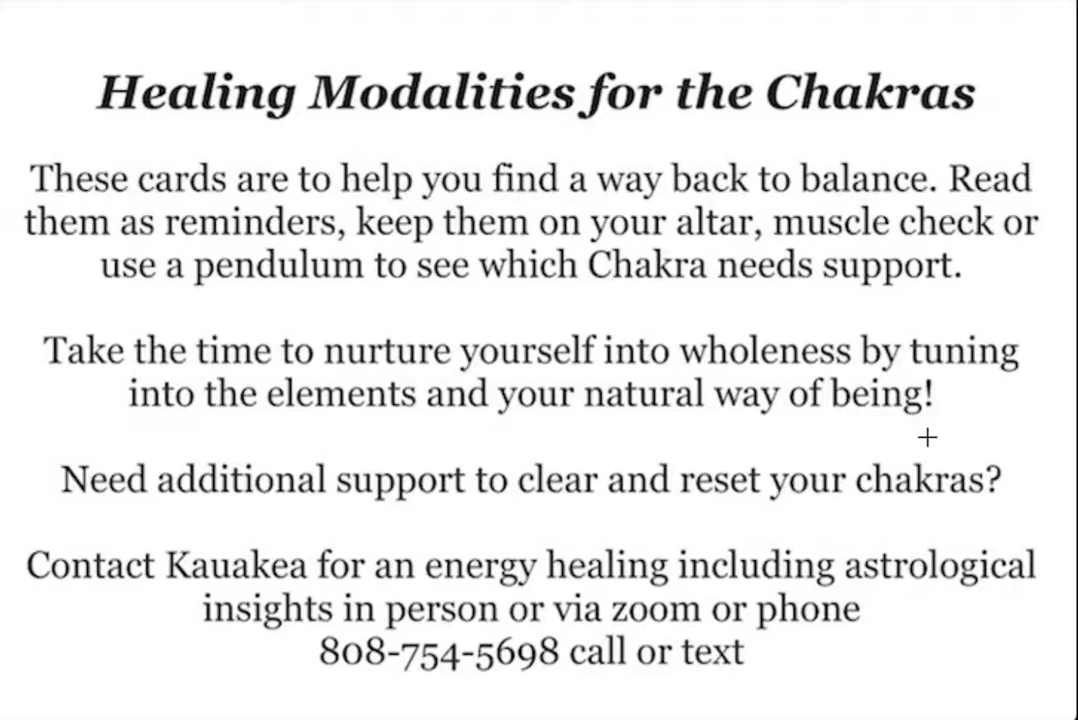 Healing Modalities for the Chakras
These cards are to help you find a way back to balance. Read
them as reminders, keep them on your altar, muscle check or
use a pendulum to see which Chakra needs support.
Take the time to nurture yourself into wholeness by tuning
into the elements and your natural way of being!
Need additional support to clear and reset your chakras?
Contact Kauakea for an energy healing including astrological
insights in person or via zoom or phone
808-754-5698 call or text